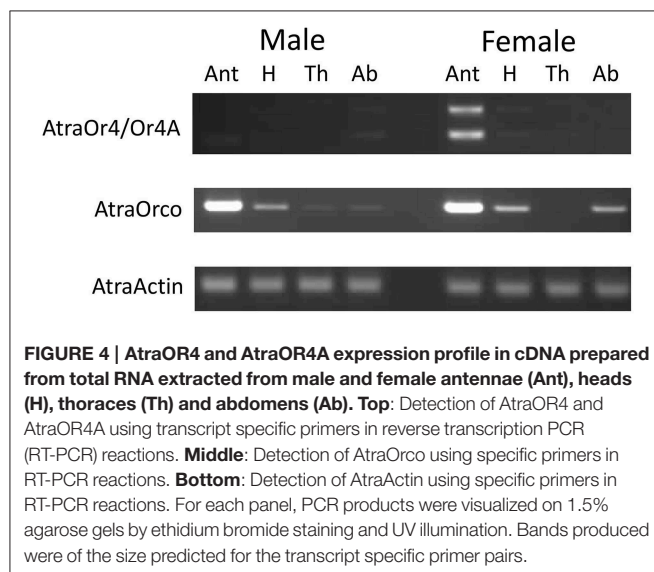 Male Female
Ant H Th Ab Ant H Th Ab
AtraOr4/Or4A
AtraOrco
AtraActin
FIGURE 4 | AtraOR4 and AtraOR4A expression profile in cDNA prepared
from total RNA extracted from male and female antennae (Ant), heads
(H), thoraces (Th) and abdomens (Ab). Top: Detection of AtraOR4 and
AtraOR4A using transcript specific primers in reverse transcription PCR
(RT-PCR) reactions. Middle: Detection of AtraOrco using specific primers in
RT-PCR reactions. Bottom: Detection of AtraActin using specific primers in
RT-PCR reactions. For each panel, PCR products were visualized on 1.5%
agarose gels by ethidium bromide staining and UV illumination. Bands produced
were of the size predicted for the transcript specific primer pairs.